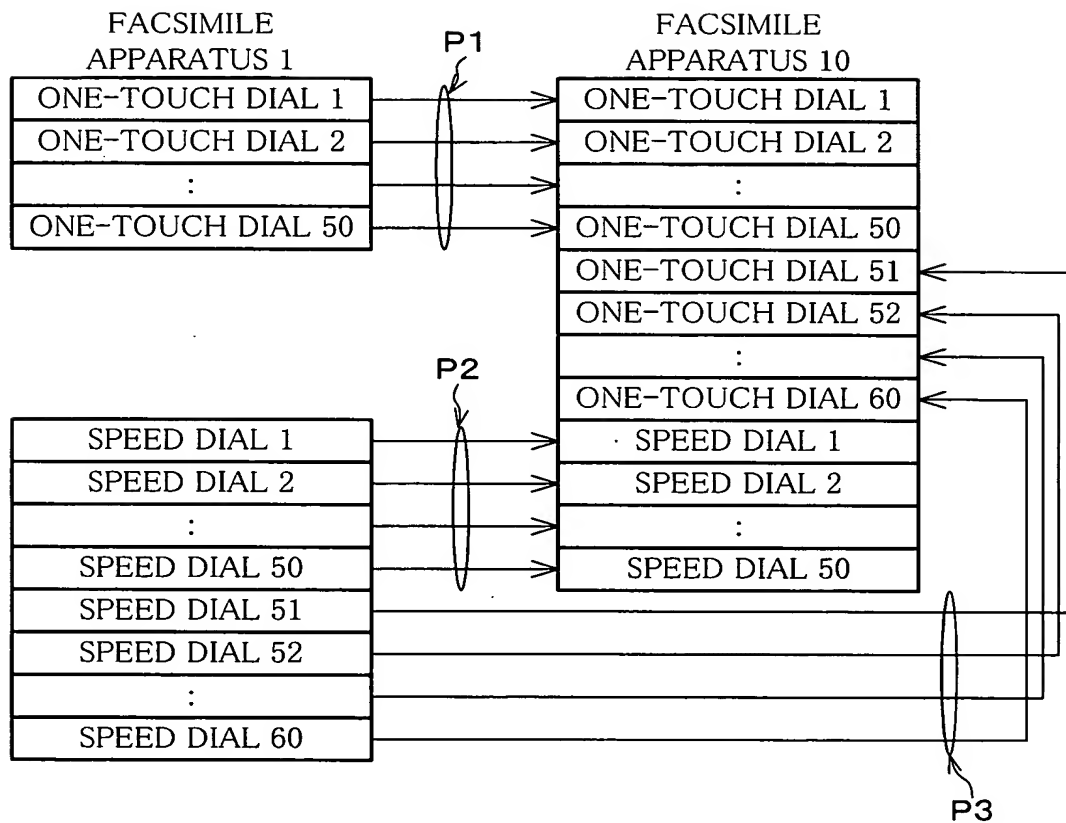 FACSIMILE
APPARATUS 1
ONE-TOUCH DIAL 1
ONE-TOUCH DIAL 2
:
ONE-TOUCH DIAL 50
P1
FACSIMILE
APPARATUS 10
ONE-TOUCH DIAL 1
ONE-TOUCH DIAL 2
:
ONE-TOUCH DIAL 50
ONE-TOUCH DIAL 51
ONE-TOUCH DIAL 52
:
ONE-TOUCH DIAL 60
SPEED DIAL 1
SPEED DIAL 2
:
SPEED DIAL 50
P2
SPEED DIAL 1
SPEED DIAL 2
:
SPEED DIAL 50
SPEED DIAL 51
SPEED DIAL 52
:
SPEED DIAL 60
P3